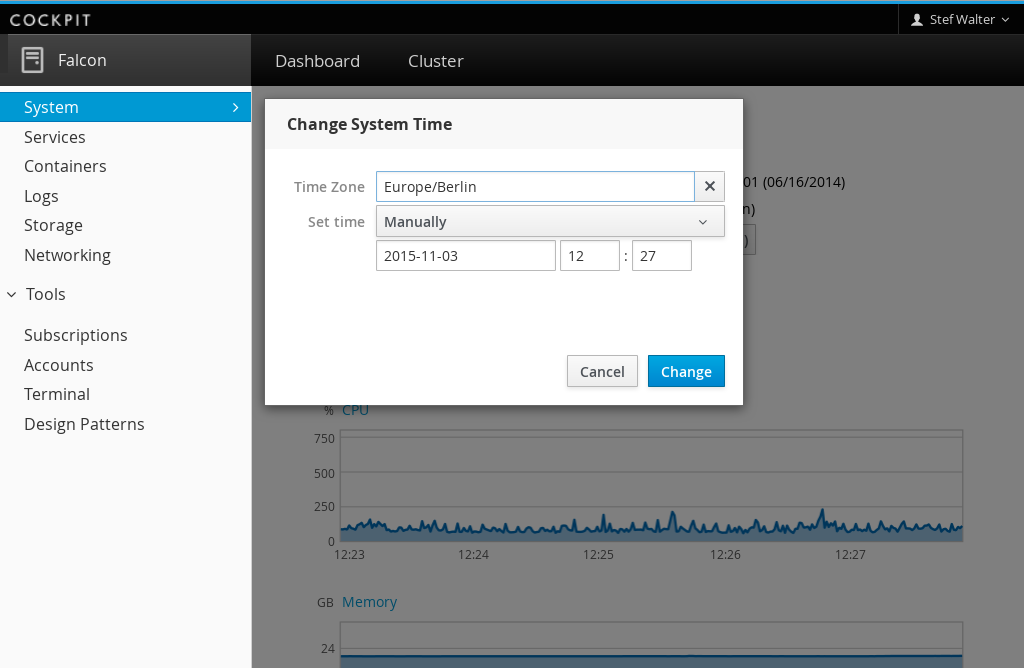 COCKPIT
Stef Walter
Falcon
Dashboard Cluster
System
Services
Containers
Logs
Storage
Networking
Tools
Subscriptions
Accounts
Terminal
Design Patterns
Change System Time
Time Zone Europe/Berlin
Set time Manually
2015-11-03 12 : 27
Cancel Change
01 (06/16/2014)
n)
)
% CPU
750
500
250
0
12:23 12:24 12:25 12:26 12:27
GB Memory
24